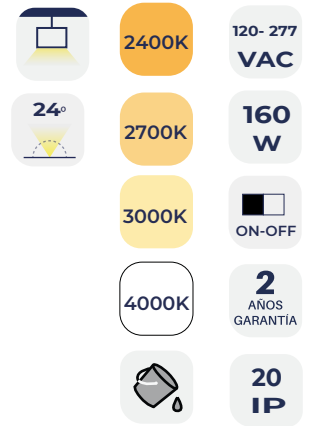 2400K
120- 277
VAC
24°
2700K
160
W
3000K
ON-OFF
4000K
2
AÑOS
GARANTÍA
20
IP